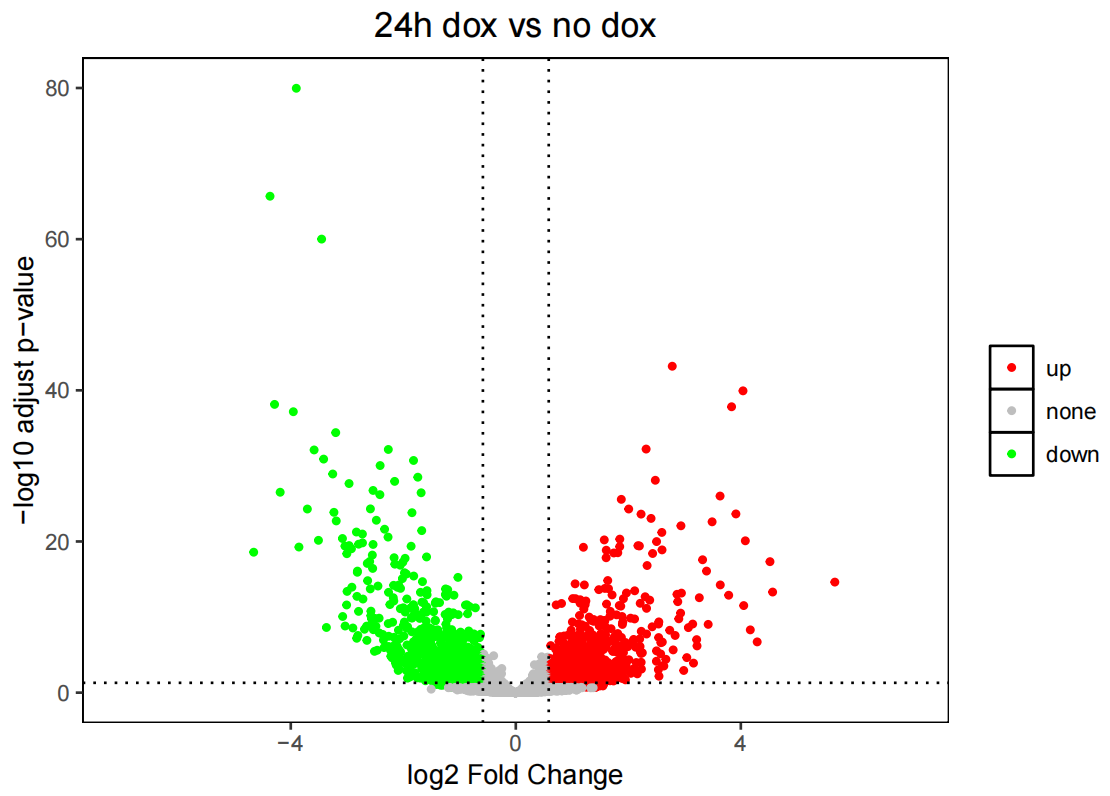 24h dox vs no dox
80
60
40
20
0
−log10 adjust p−value
−4
0
4
log2 Fold Change
up
none
down